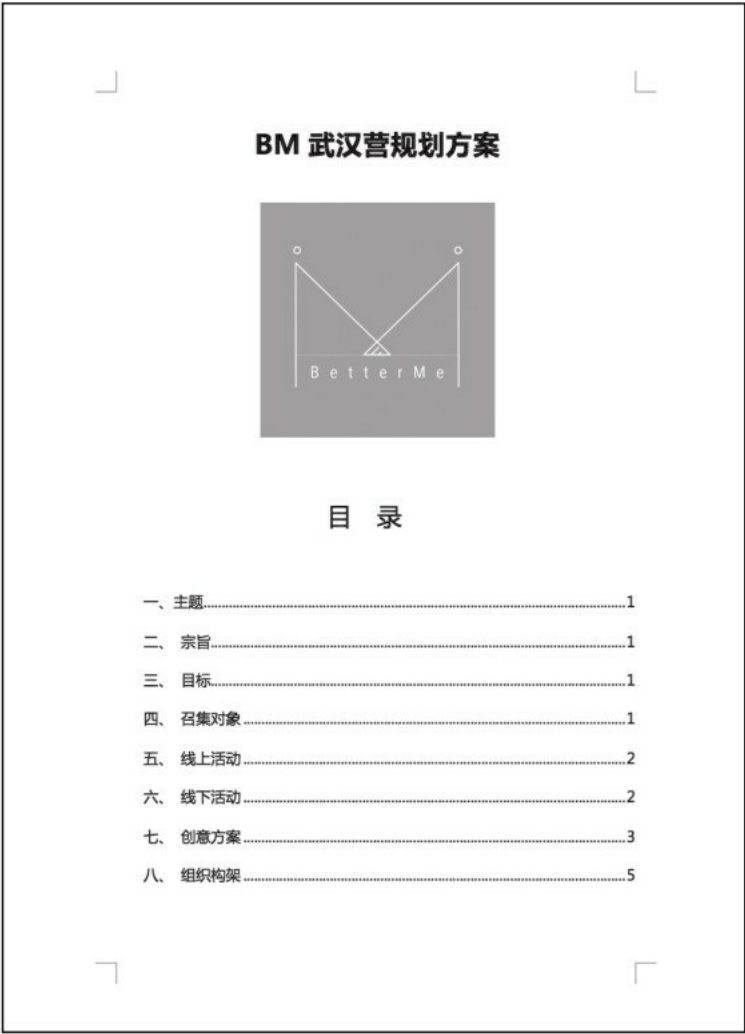 BM 武汉营规划方案
BetterMe
目 录
一、主题........................................1
二、 宗旨........................................1
三、 目标........................................1
四、 召集对象........................................1
五、 线上活动........................................2
六、 线下活动........................................2
七、 创意方案........................................3
八、 组织构架........................................5